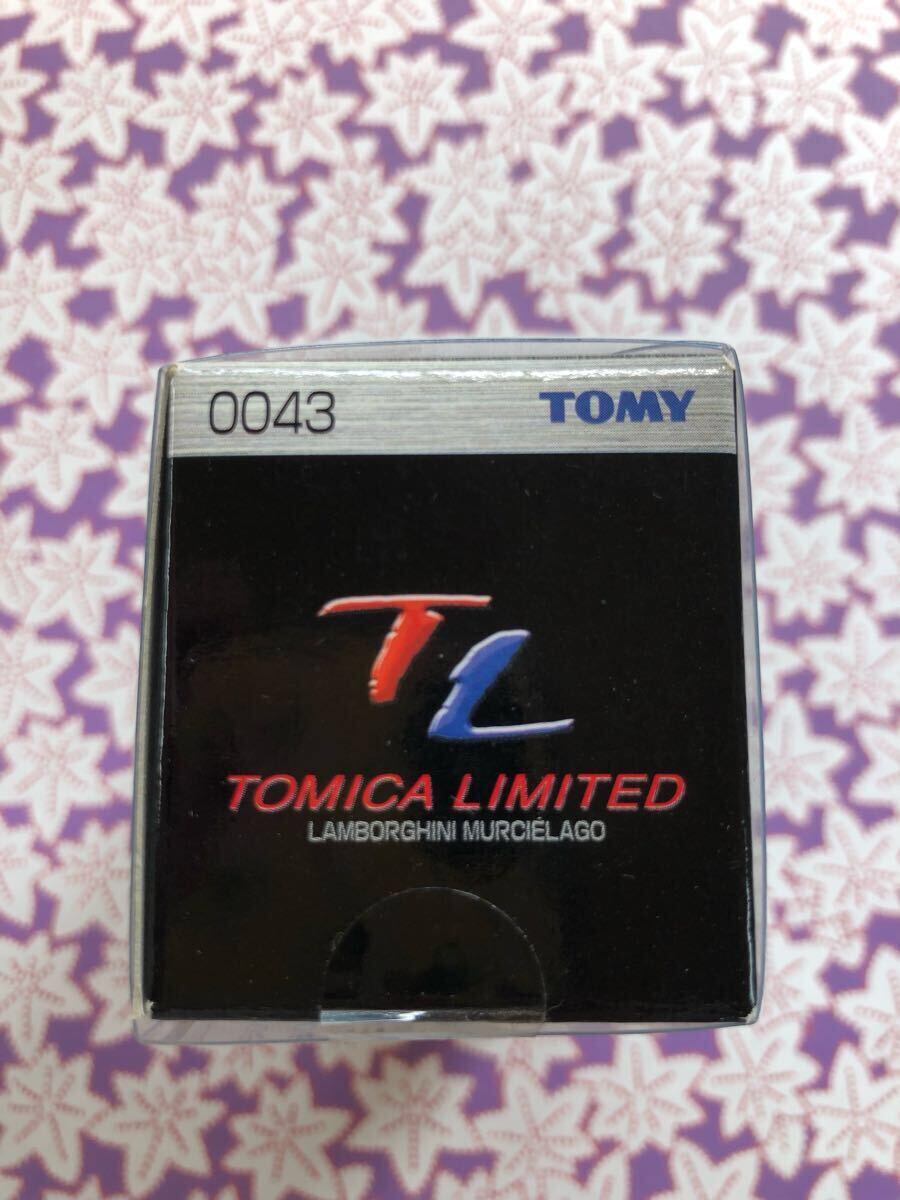 0043 TOMY
TL
TOMICA LIMITED
LAMBORGHINI MURCIÉLAGO